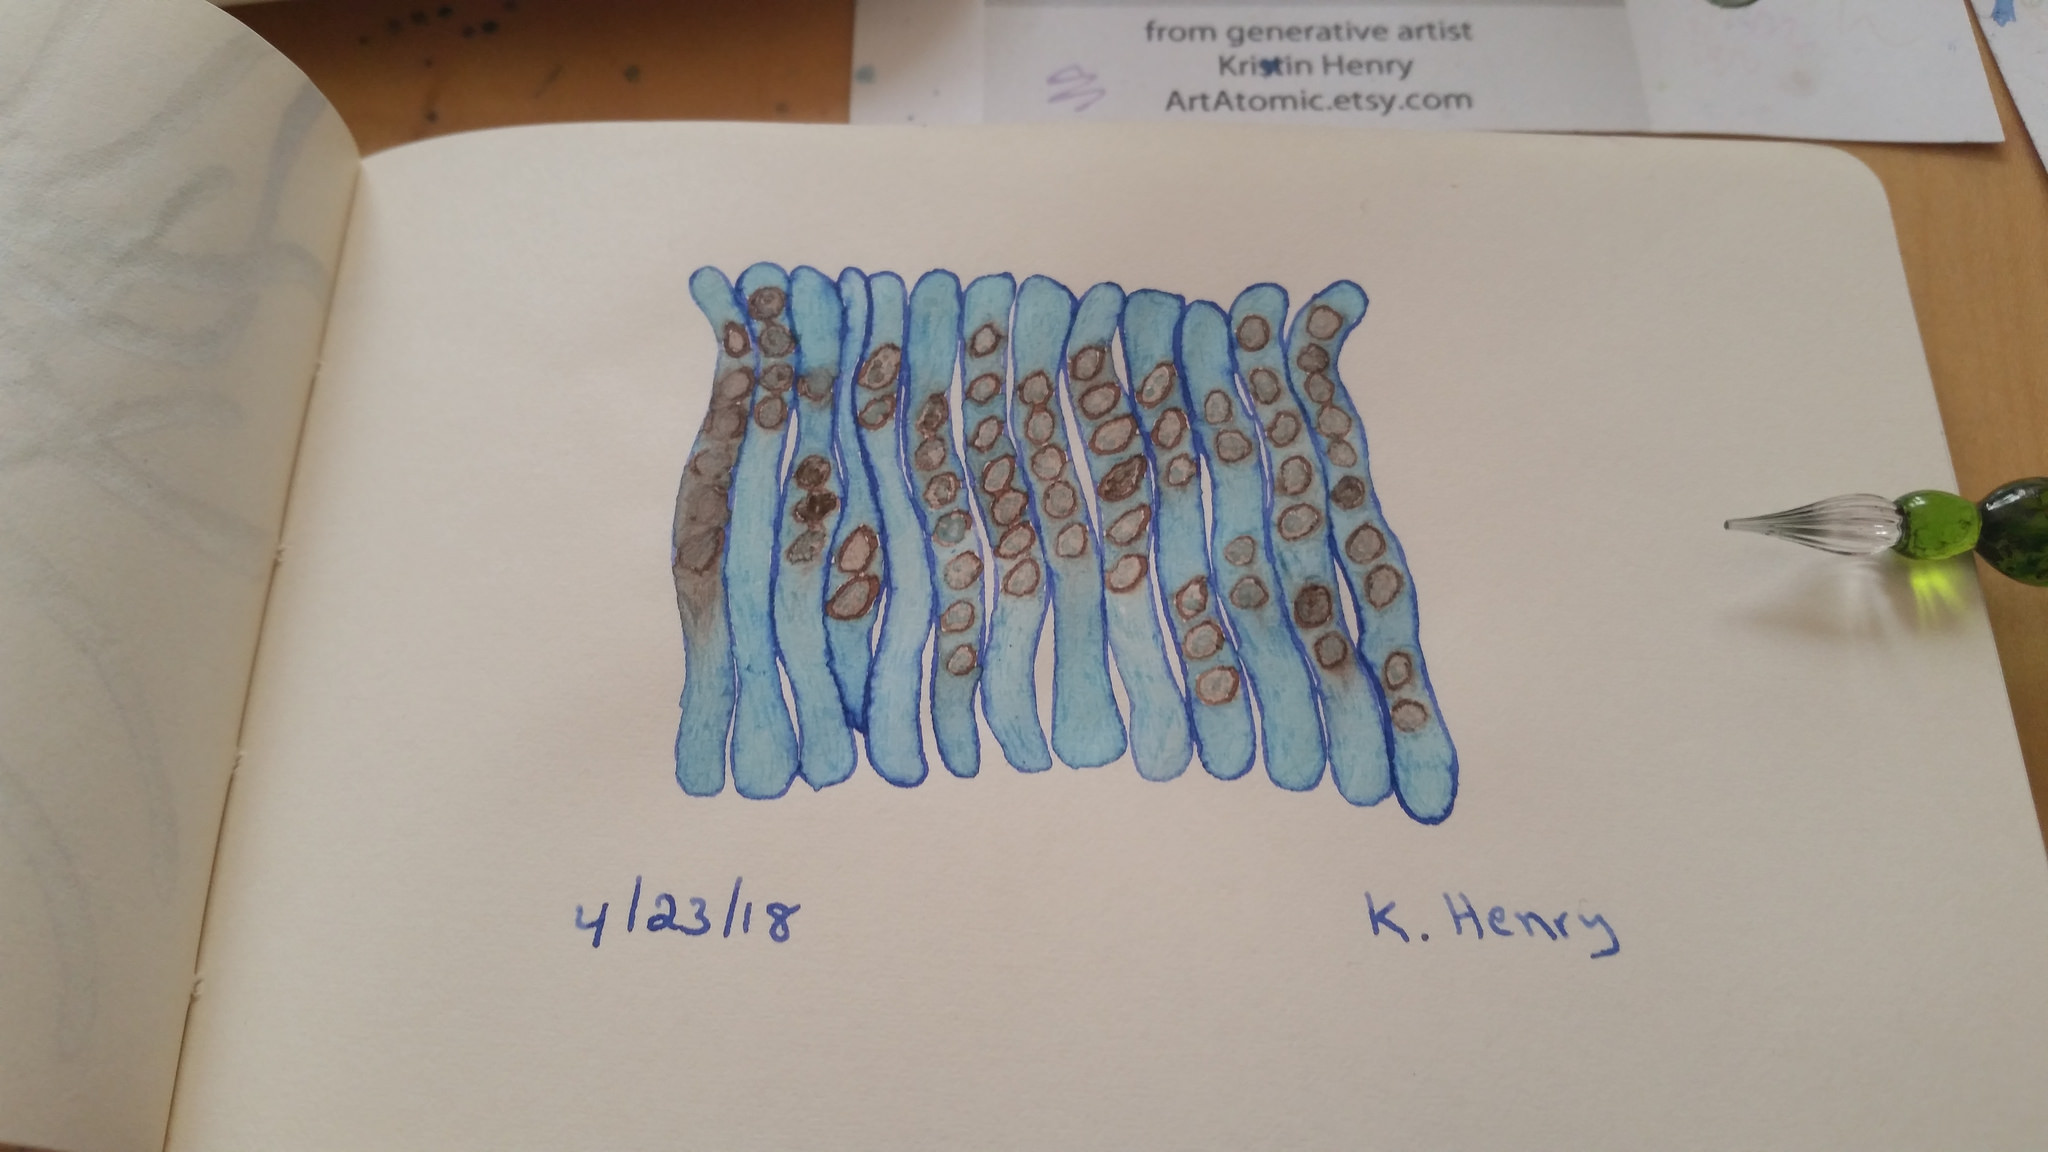 from generative artist
Kristin Henry
ArtAtomic.etsy.com
4/23/18
K. Henry